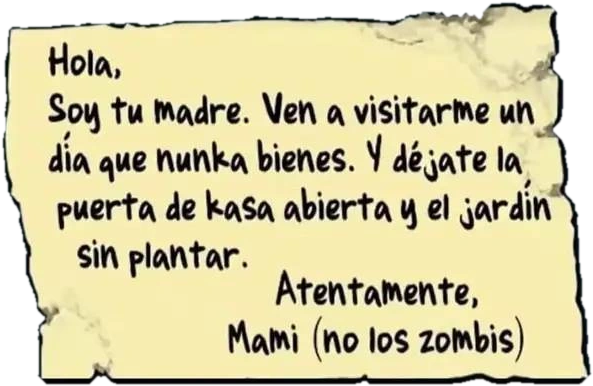 Hola,
Soy tu madre. Ven a visitarme un
día que nunka bienes. Y déjate la
puerta de kasa abierta y el jardín
sin plantar.
Atentamente,
Mami (no los zombis)